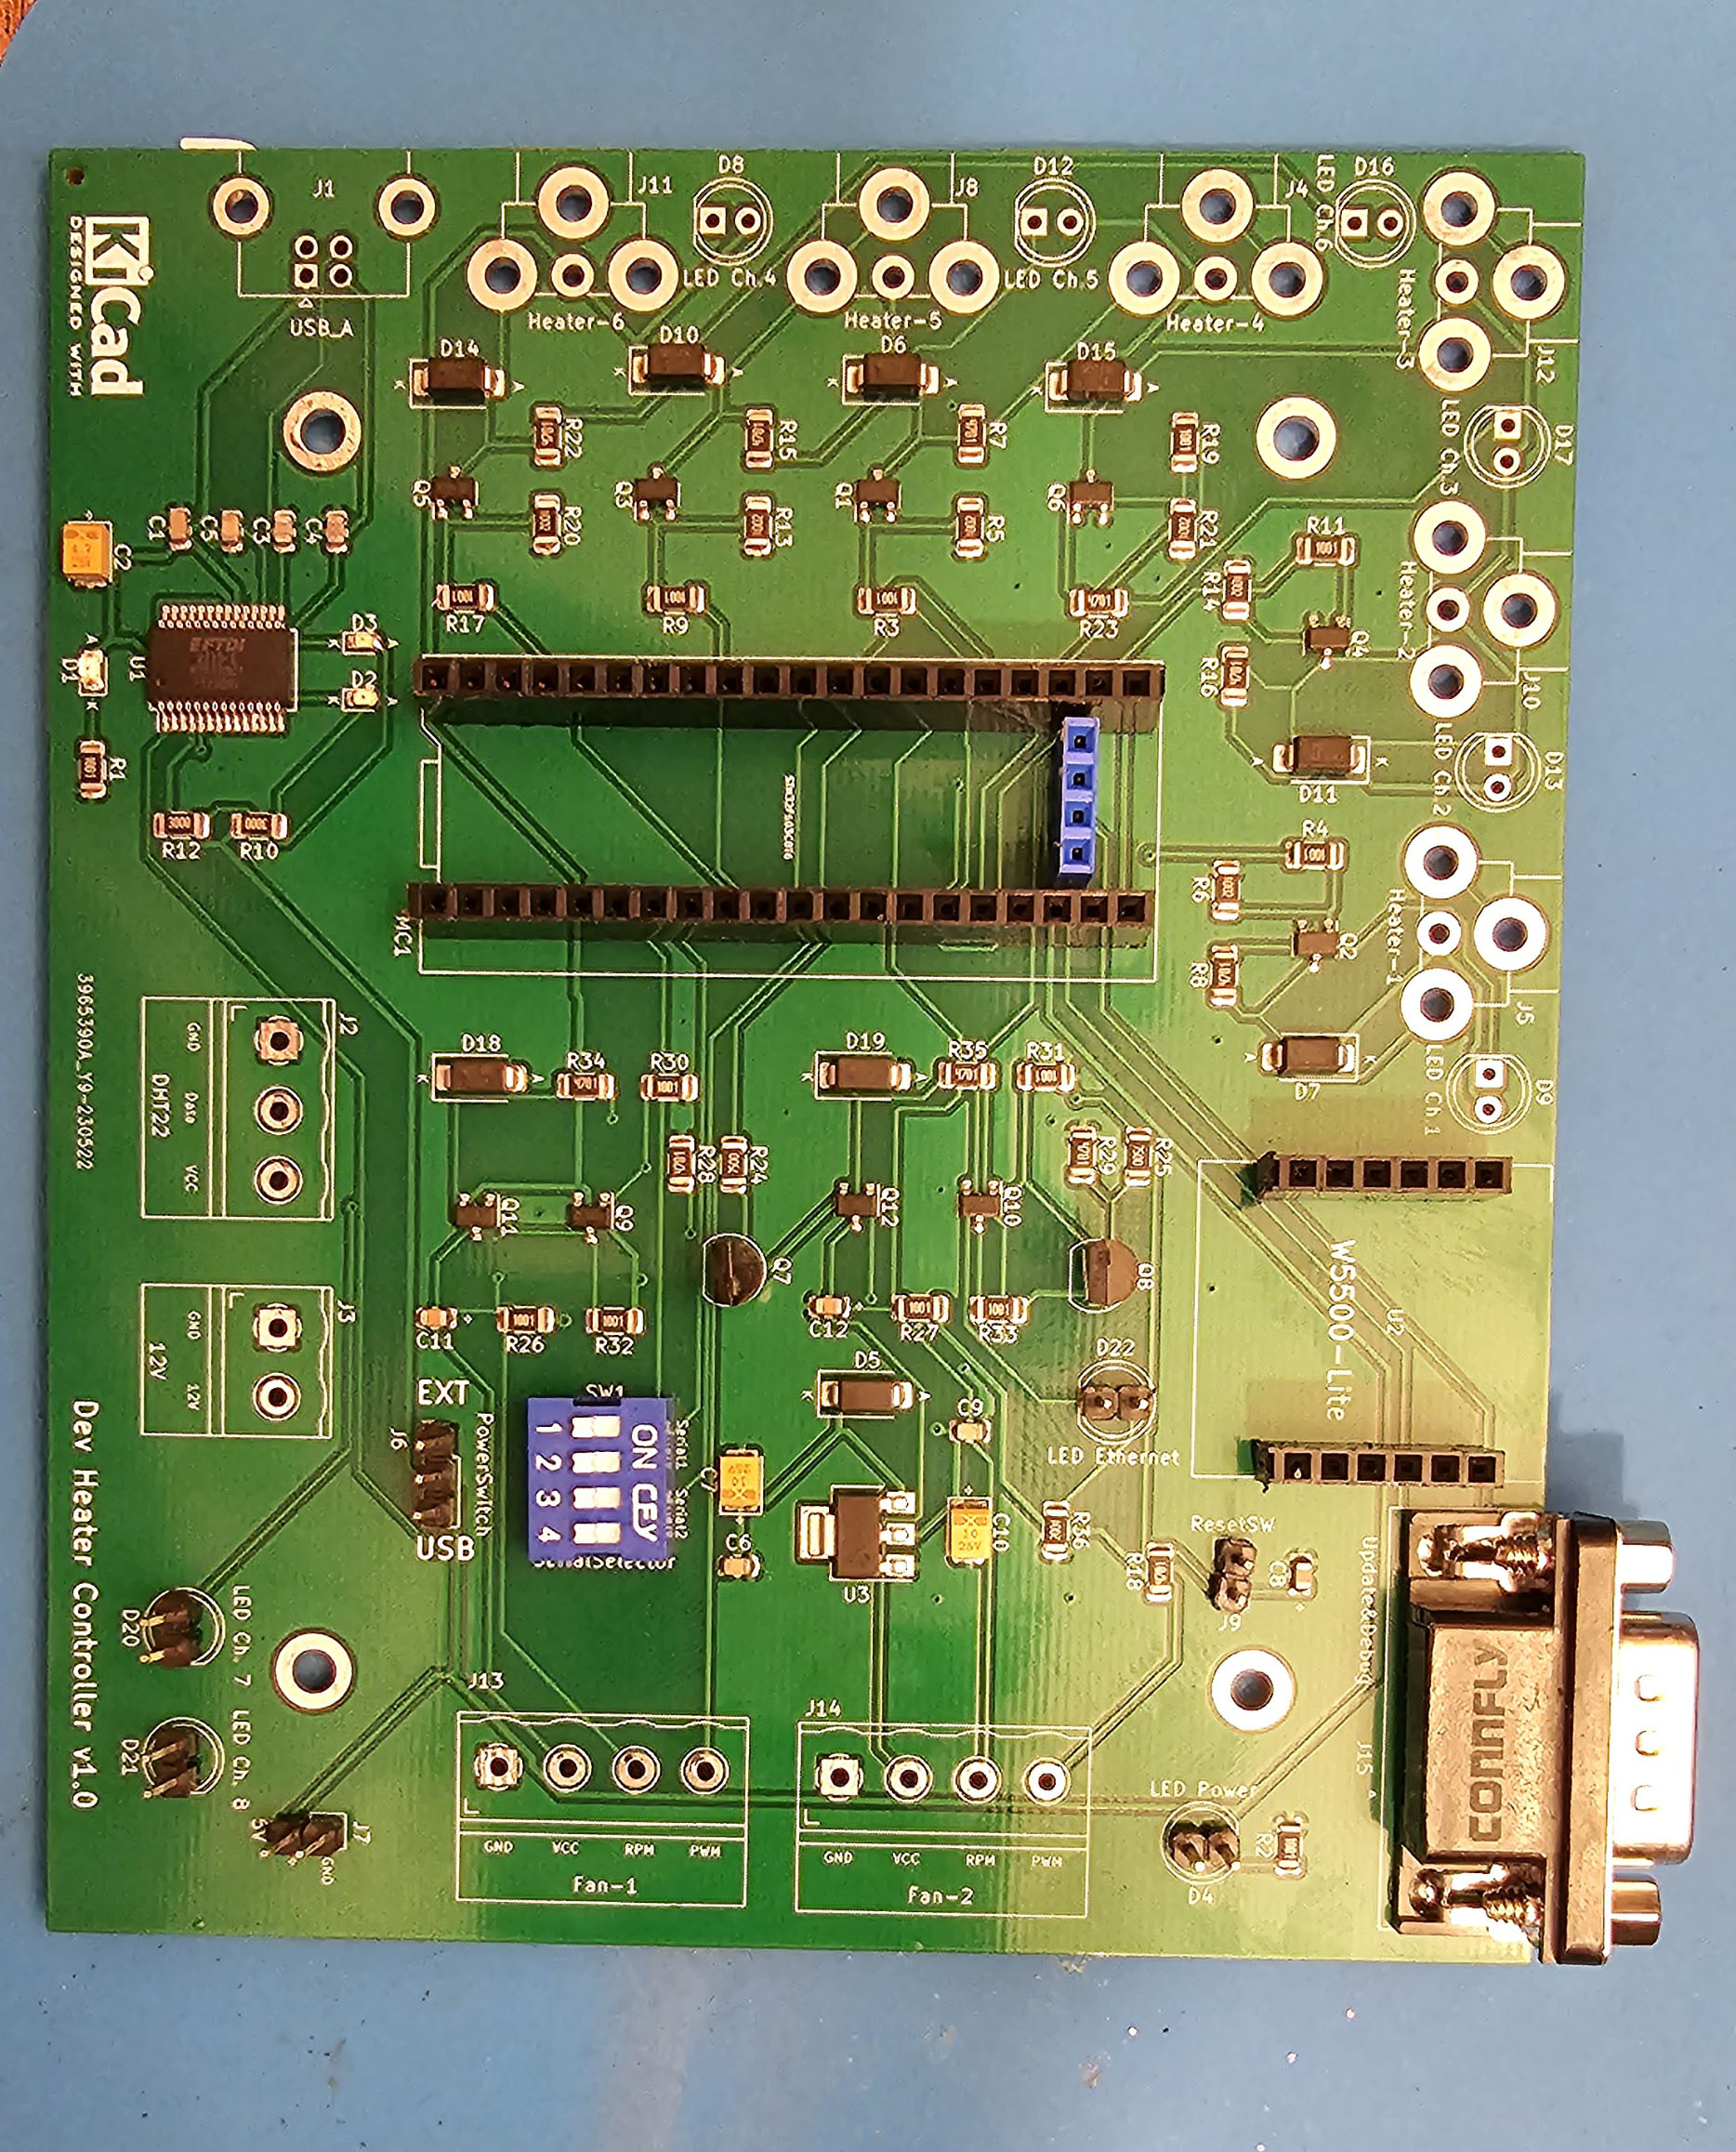 J1
USB_A
KiCad
DESIGNED WITH
J11
Heater-6
D8
LED Ch.4
J8
Heater-5
D12
LED Ch.5
J4
Heater-4
LED Ch.6
D16
Heater-3
J12
D14
K
A
D10
K
A
D6
K
A
D15
K
A
LED Ch.3
D17
R22
R15
R7
R19
Q5
Q3
Q1
Q6
R20
R13
R5
R21
R11
C2
C1
C5
C3
C4
R17
R9
R3
R23
R14
Q4
Heater-2
J10
D1
A
K
U1
FTDI
D3
K
A
D2
K
A
R16
R1
R12
R10
A
K
D11
LED Ch.2
D13
R4
R6
R8
Q2
Heater-1
J5
MC1
A
K
D7
LED Ch.1
D9
3966390A_Y9-230522
J2
GND
Data
VCC
DHT22
D18
K
A
R34
R30
D19
K
A
R35
R31
R28
R24
R29
R25
Q11
Q9
Q12
Q10
Q7
Q8
W5500-Lite
U2
J3
GND
12V
12V
C11
R26
R32
C12
R27
R33
D5
K
A
D22
LED Ethernet
C9
EXT
J6
PowerSwitch
USB
SW1
ON CFY
1
2
3
4
Serial1
Serial2
SerialSelector
C7
10
25V
C6
U3
C10
10
25V
R36
R18
ResetSW
J9
C8
Update&Debug
J15
CONNFLY
Dev Heater Controller v1.0
D20
LED Ch. 7
D21
LED Ch. 8
5V
GND
J7
J13
GND
VCC
RPM
PWM
Fan-1
J14
GND
VCC
RPM
PWM
Fan-2
LED Power
D4
R2